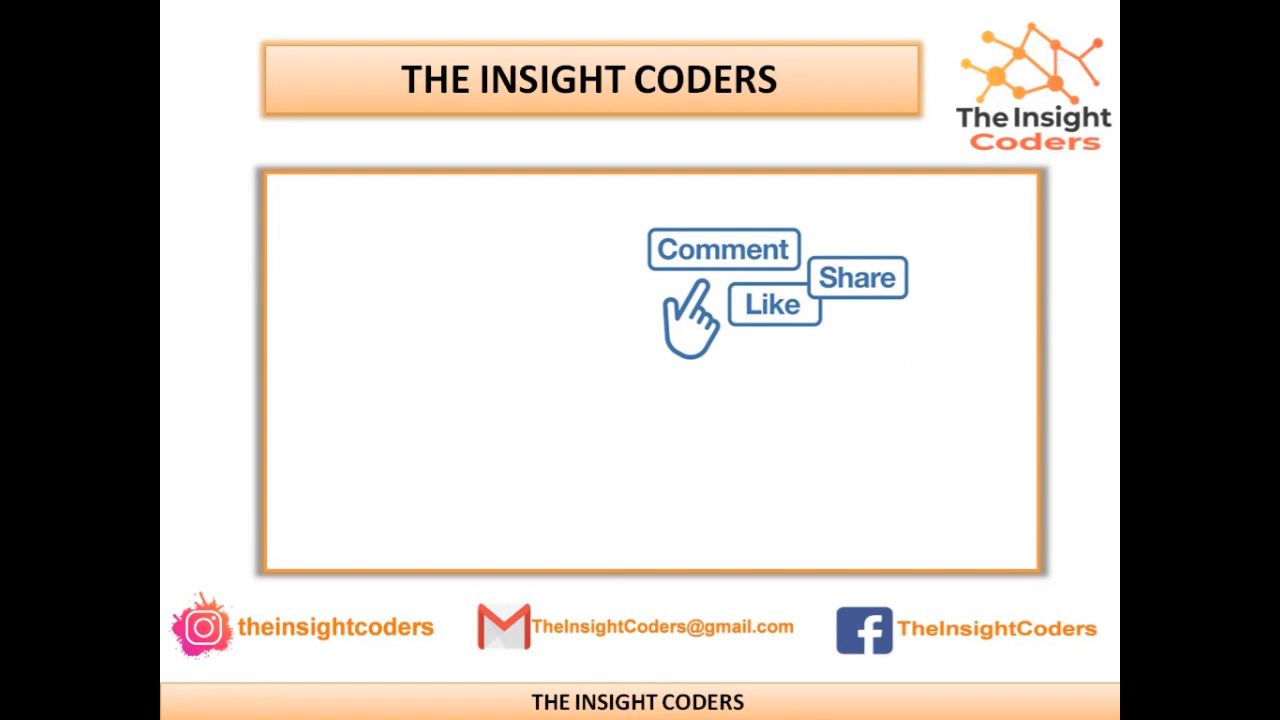 THE INSIGHT CODERS
The Insight
Coders
Comment
Share
Like
theinsightcoders
TheInsightCoders@gmail.com
TheInsightCoders
THE INSIGHT CODERS